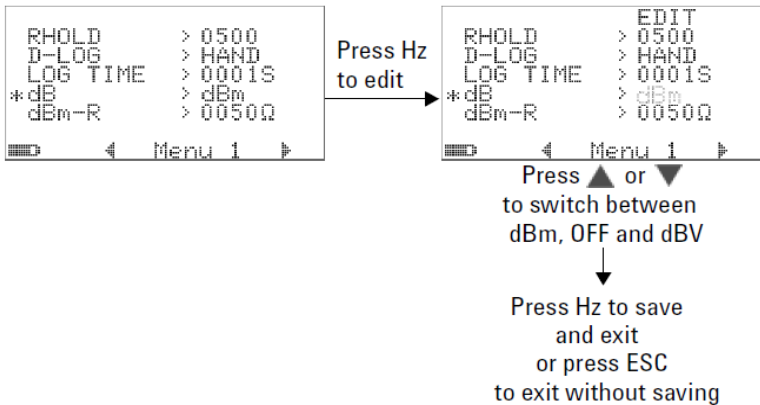 RHOLD > 0500
D-LOG > HAND
LOG TIME > 0001S
*dB > dBm
dBm-R > 0050Ω
Menu 1
Press Hz
to edit
EDIT
RHOLD > 0500
D-LOG > HAND
LOG TIME > 0001S
*dB > dBm
dBm-R > 0050Ω
Menu 1
Press ▲ or ▼
to switch between
dBm, OFF and dBV
Press Hz to save
and exit
or press ESC
to exit without saving